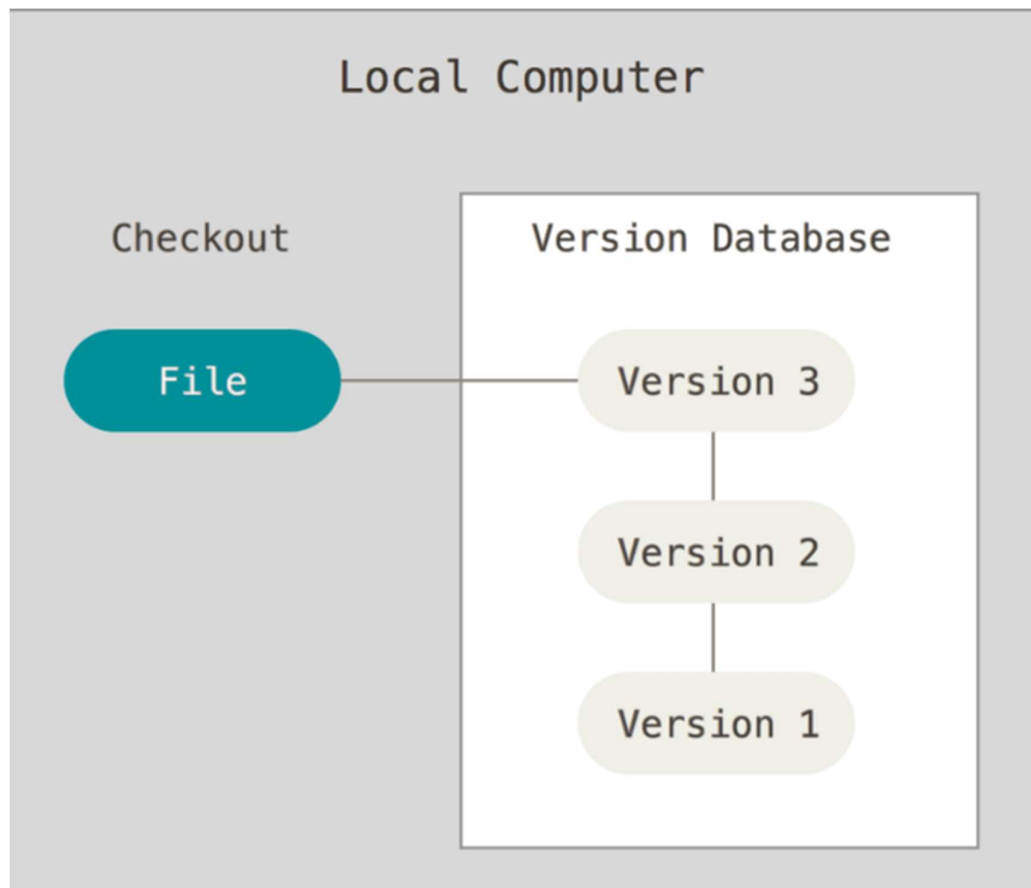 Local Computer
Checkout
Version Database
File
Version 3
Version 2
Version 1